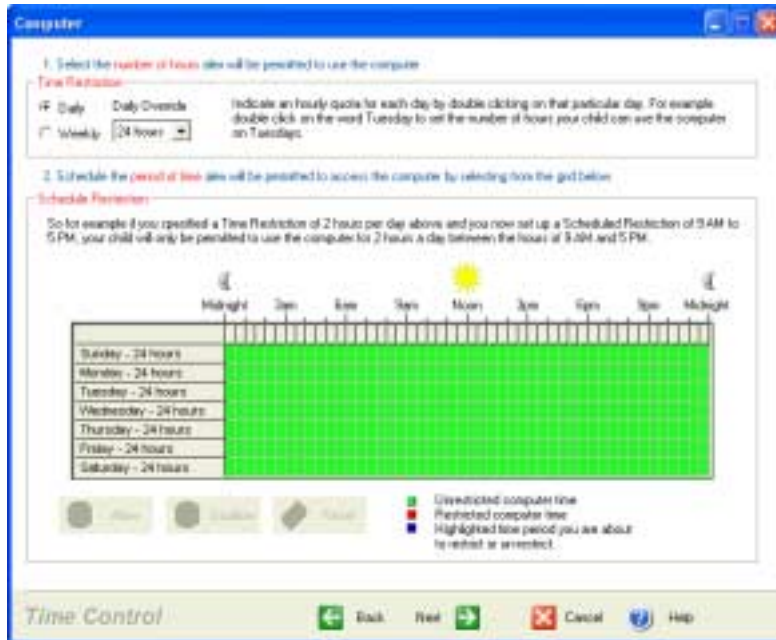 Computer
1. Select the number of hours alex will be permitted to use the computer
Time Restriction
Daily Daily Override
Weekly 24 hours
Indicate an hourly quota for each day by double clicking on that particular day. For example
double click on the word Tuesday to set the number of hours your child can use the computer
on Tuesdays.
2. Schedule the period of time alex will be permitted to access the computer by selecting from the grid below
Schedule Restriction
So for example if you specified a Time Restriction of 2 hours per day above and you now set up a Scheduled Restriction of 9 AM to
5 PM, your child will only be permitted to use the computer for 2 hours a day between the hours of 9 AM and 5 PM.
Midnight 3am 6am 9am Noon 3pm 6pm 9pm Midnight
Sunday - 24 hours
Monday - 24 hours
Tuesday - 24 hours
Wednesday - 24 hours
Thursday - 24 hours
Friday - 24 hours
Saturday - 24 hours
Allow
Unrestricted computer time
Restricted computer time
Highlighted time period you are about
to restrict or un-restrict.
Time Control Back Next Cancel Help